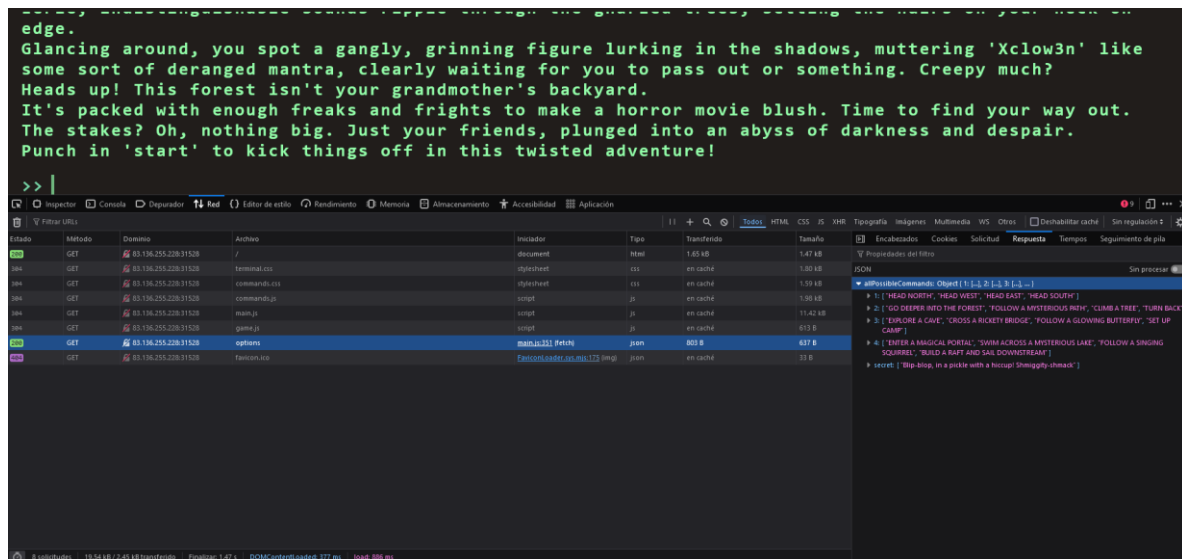 edge.
Glancing around, you spot a gangly, grinning figure lurking in the shadows, muttering 'Xclow3n' like
some sort of deranged mantra, clearly waiting for you to pass out or something. Creepy much?
Heads up! This forest isn't your grandmother's backyard.
It's packed with enough freaks and frights to make a horror movie blush. Time to find your way out.
The stakes? Oh, nothing big. Just your friends, plunged into an abyss of darkness and despair.
Punch in 'start' to kick things off in this twisted adventure!
>>
Inspector Consola Depurador Red {} Editor de estilo Rendimiento Memoria Almacenamiento Accesibilidad Aplicación 9
Filtrar URLs Todos HTML CSS JS XHR Tipografía Imágenes Multimedia WS Otros Deshabilitar caché Sin regulación
Estado Método Dominio Archivo Iniciador Tipo Transferido Tamaño Encabezados Cookies Solicitud Respuesta Tiempos Seguimiento de pila
200 GET 83.136.255.228:31528 / document html 1.65 kB 1.47 kB Propiedades del filtro
304 GET 83.136.255.228:31528 terminal.css stylesheet css en caché 1.80 kB JSON Sin procesar
304 GET 83.136.255.228:31528 commands.css stylesheet css en caché 1.59 kB allPossibleCommands: Object { 1: […], 2: […], 3: […], … }
304 GET 83.136.255.228:31528 commands.js script js en caché 1.98 kB 1: [ "HEAD NORTH", "HEAD WEST", "HEAD EAST", "HEAD SOUTH" ]
304 GET 83.136.255.228:31528 main.js script js en caché 11.42 kB 2: [ "GO DEEPER INTO THE FOREST", "FOLLOW A MYSTERIOUS PATH", "CLIMB A TREE", "TURN BACK"
304 GET 83.136.255.228:31528 game.js script js en caché 613 B 3: [ "EXPLORE A CAVE", "CROSS A RICKETY BRIDGE", "FOLLOW A GLOWING BUTTERFLY", "SET UP
CAMP" ]
200 GET 83.136.255.228:31528 options main.js:351 (fetch) json 803 B 637 B 4: [ "ENTER A MAGICAL PORTAL", "SWIM ACROSS A MYSTERIOUS LAKE", "FOLLOW A SINGING
404 GET 83.136.255.228:31528 favicon.ico FaviconLoader.sys.mjs:175 (img) json en caché 33 B SQUIRREL", "BUILD A RAFT AND SAIL DOWNSTREAM" ]
secret: [ "Blip-blop, in a pickle with a hiccup! Shmiggity-shmack" ]
8 solicitudes 19.54 kB / 2.45 kB transferido Finalizar: 1.47 s DOMContentLoaded: 377 ms load: 886 ms